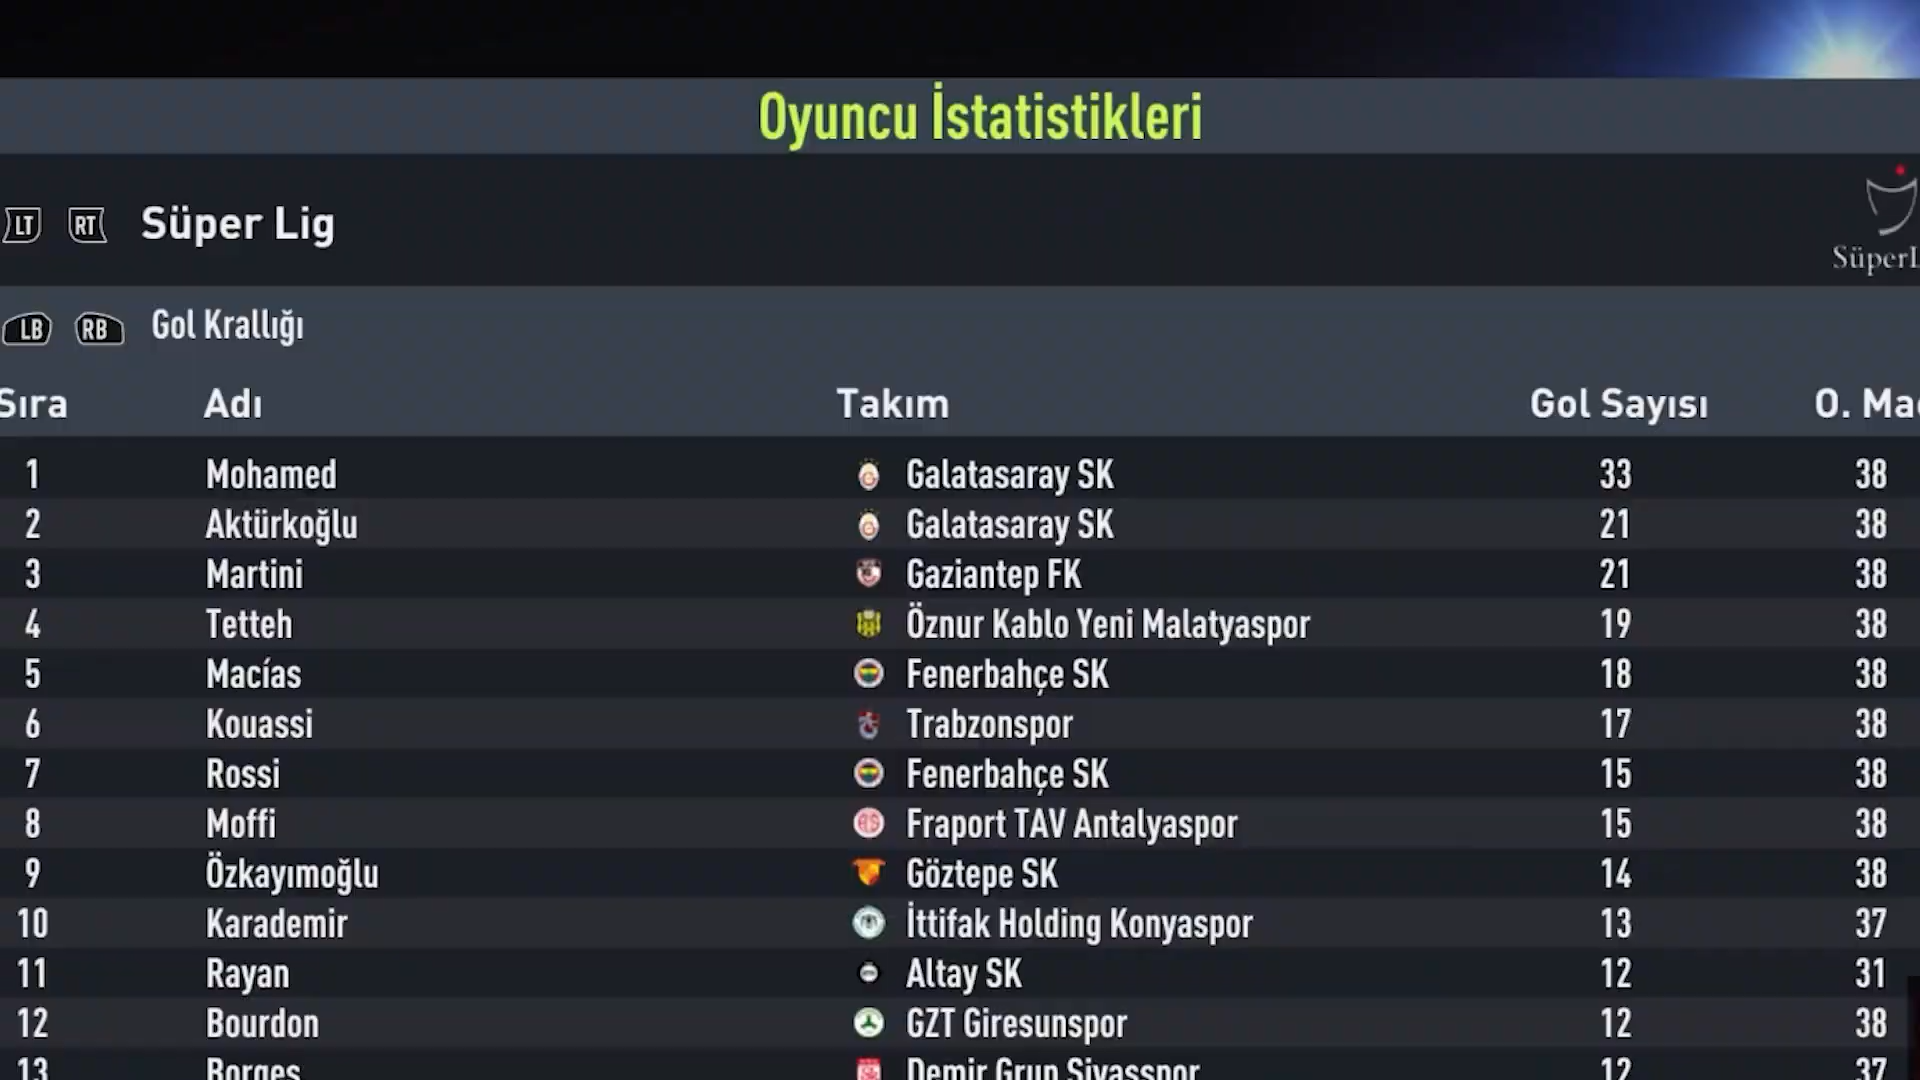 Oyuncu İstatistikleri
LT RT Süper Lig
SüperL
LB RB Gol Krallığı
Sıra Adı Takım Gol Sayısı O. Maç
1 Mohamed Galatasaray SK 33 38
2 Aktürkoğlu Galatasaray SK 21 38
3 Martini Gaziantep FK 21 38
4 Tetteh Öznur Kablo Yeni Malatyaspor 19 38
5 Macías Fenerbahçe SK 18 38
6 Kouassi Trabzonspor 17 38
7 Rossi Fenerbahçe SK 15 38
8 Moffi Fraport TAV Antalyaspor 15 38
9 Özkayımoğlu Göztepe SK 14 38
10 Karademir İttifak Holding Konyaspor 13 37
11 Rayan Altay SK 12 31
12 Bourdon GZT Giresunspor 12 38
13 Borges Demir Grup Sivasspor 12 37